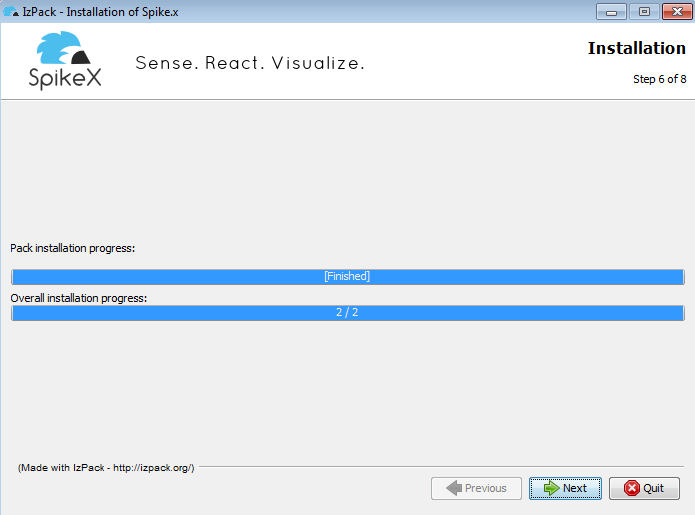 IzPack - Installation of Spike.x
SpikeX
Sense. React. Visualize.
Installation
Step 6 of 8
Pack installation progress:
[Finished]
Overall installation progress:
2 / 2
(Made with IzPack - http://izpack.org/)
Previous
Next
Quit